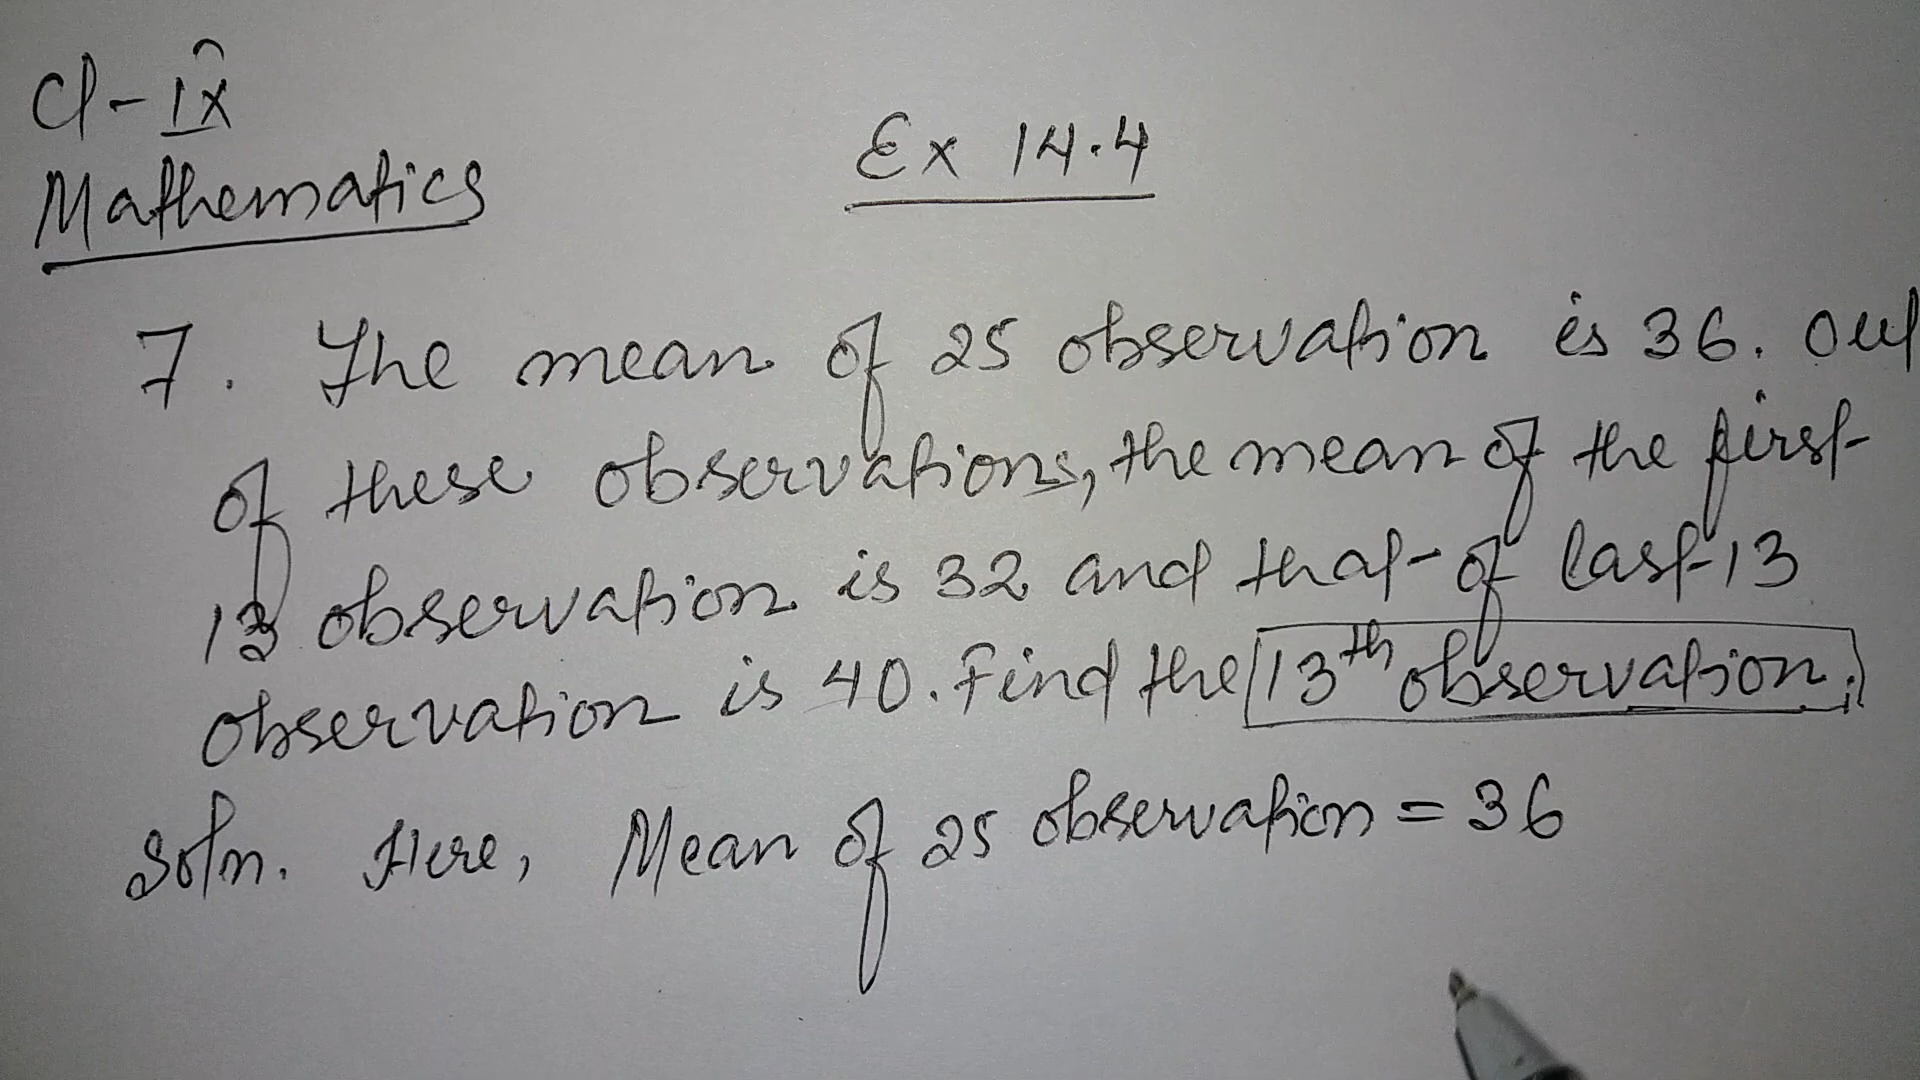 Cl-IX
Ex 14.4
Mathematics
7. The mean of 25 observation is 36. out
of these observations, the mean of the first
13 observation is 32 and that of last 13
observation is 40. Find the 13th observation.
Soln. Here, Mean of 25 observation = 36